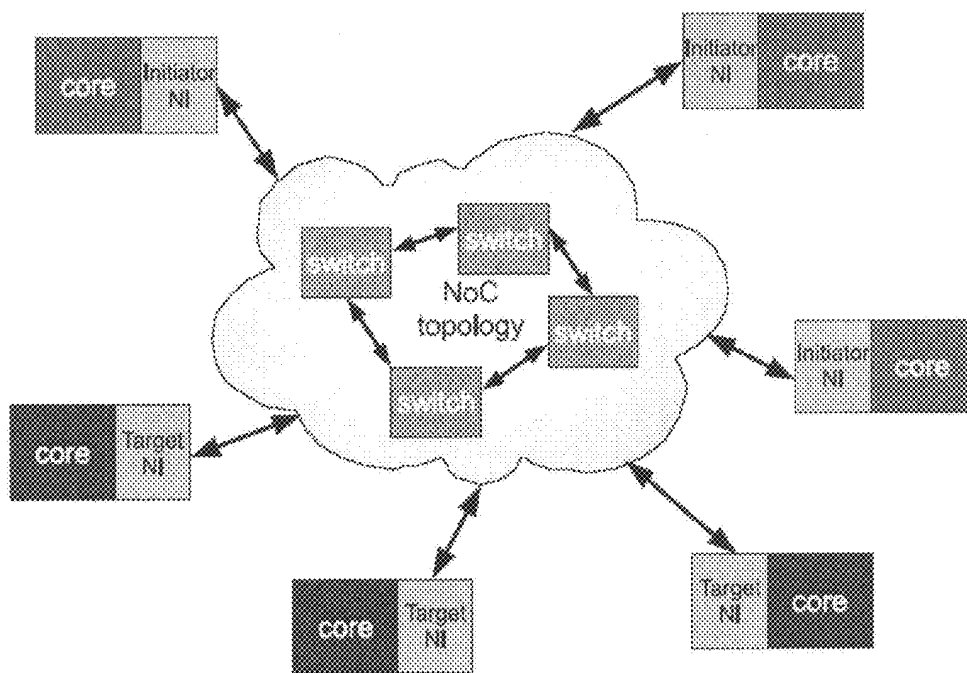 core
Initiator
NI
Initiator
NI
core
switch
switch
NoC
topology
switch
switch
Initiator
NI
core
core
Target
NI
core
Target
NI
Target
NI
core